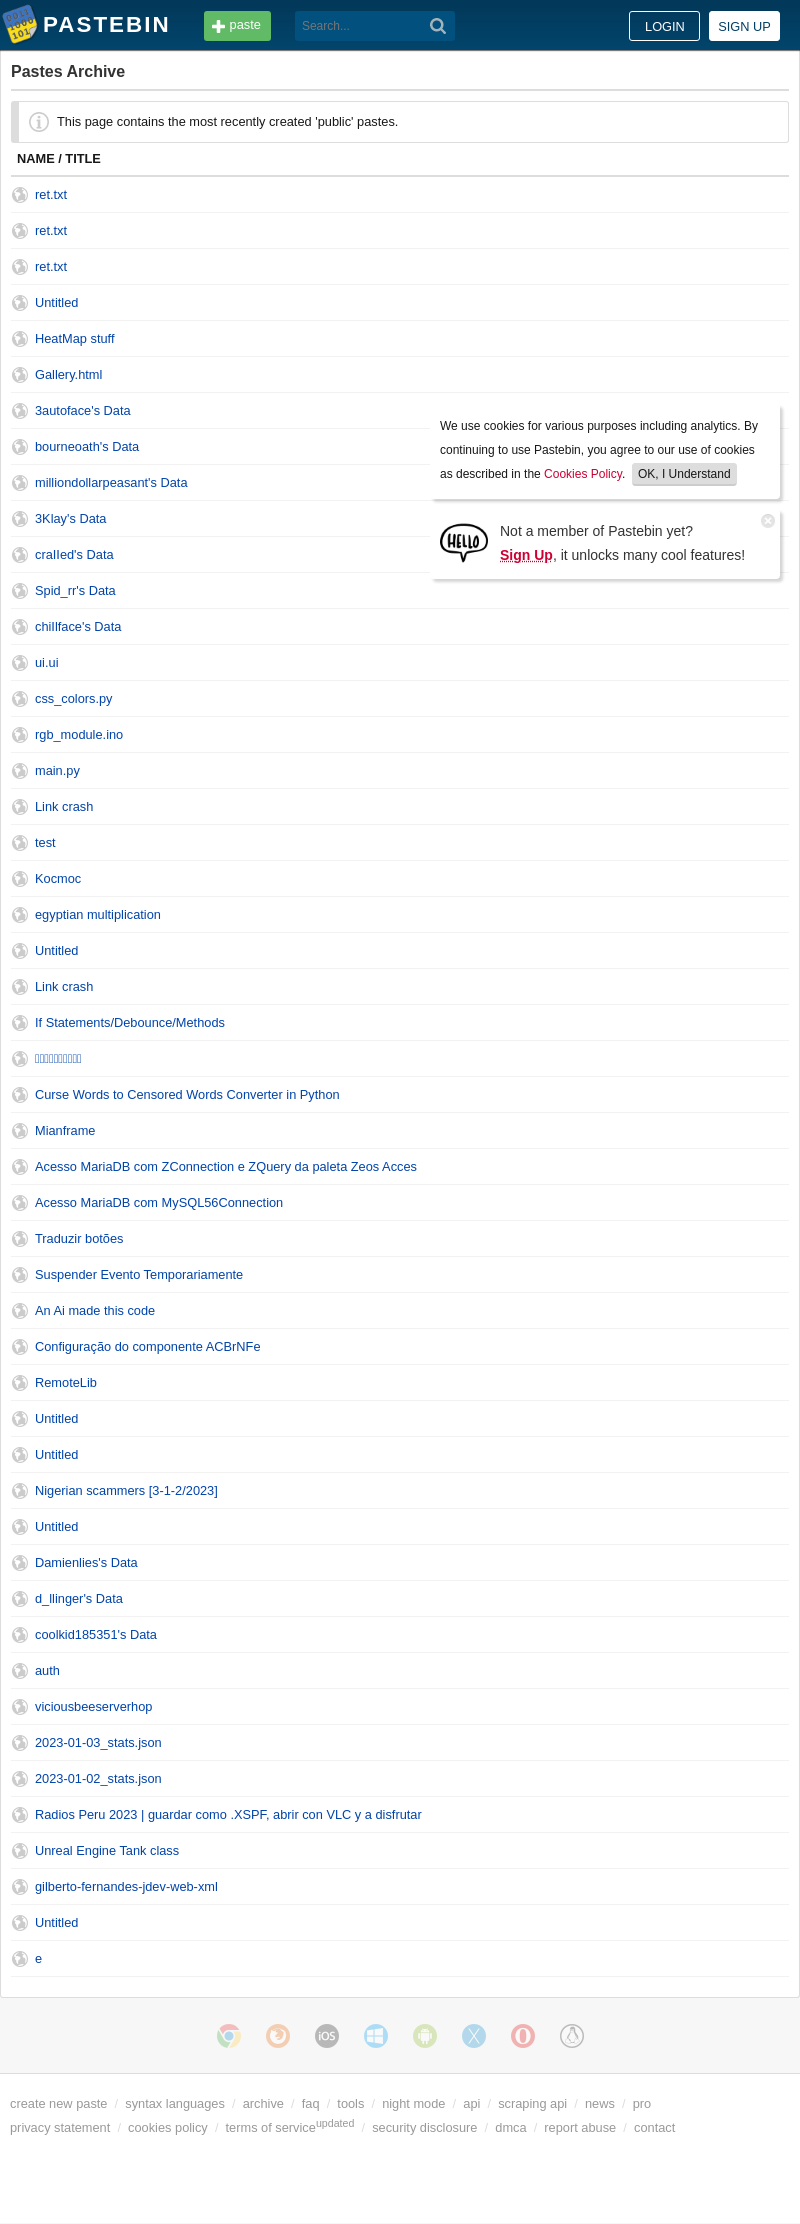 PASTEBIN
paste
Search...
LOGIN
SIGN UP
Pastes Archive
This page contains the most recently created 'public' pastes.
NAME / TITLE
ret.txt
ret.txt
ret.txt
Untitled
HeatMap stuff
Gallery.html
3autoface's Data
bourneoath's Data
milliondollarpeasant's Data
3Klay's Data
craIIed's Data
Spid_rr's Data
chiIlface's Data
ui.ui
css_colors.py
rgb_module.ino
main.py
Link crash
test
Kocmoc
egyptian multiplication
Untitled
Link crash
If Statements/Debounce/Methods
Curse Words to Censored Words Converter in Python
Mianframe
Acesso MariaDB com ZConnection e ZQuery da paleta Zeos Acces
Acesso MariaDB com MySQL56Connection
Traduzir botões
Suspender Evento Temporariamente
An Ai made this code
Configuração do componente ACBrNFe
RemoteLib
Untitled
Untitled
Nigerian scammers [3-1-2/2023]
Untitled
Damienlies's Data
d_llinger's Data
coolkid185351's Data
auth
viciousbeeserverhop
2023-01-03_stats.json
2023-01-02_stats.json
Radios Peru 2023 | guardar como .XSPF, abrir con VLC y a disfrutar
Unreal Engine Tank class
gilberto-fernandes-jdev-web-xml
Untitled
e
We use cookies for various purposes including analytics. By
continuing to use Pastebin, you agree to our use of cookies
as described in the Cookies Policy. OK, I Understand
HELLO
Not a member of Pastebin yet?
Sign Up, it unlocks many cool features!
iOS
create new paste / syntax languages / archive / faq / tools / night mode / api / scraping api / news / pro
privacy statement / cookies policy / terms of service updated / security disclosure / dmca / report abuse / contact